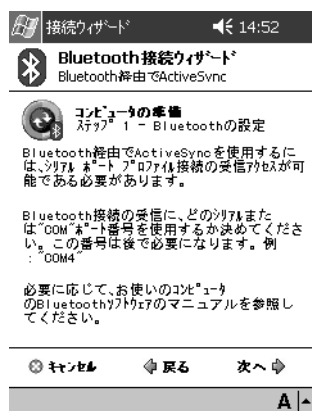 接続ウィザード 14:52
Bluetooth接続ウィザード
Bluetooth経由でActiveSync
コンピュータの準備
ステップ 1 - Bluetoothの設定
Bluetooth経由でActiveSyncを使用するに
は、シリアル ポート プロファイル接続の受信アクセスが可
能である必要があります。
Bluetooth接続の受信に、どのシリアルまた
は"COM"ポート番号を使用するか決めてくださ
い。この番号は後で必要になります。例
: "COM4"
必要に応じて、お使いのコンピュータ
のBluetoothソフトウェアのマニュアルを参照し
てください。
キャンセル 戻る 次へ
A